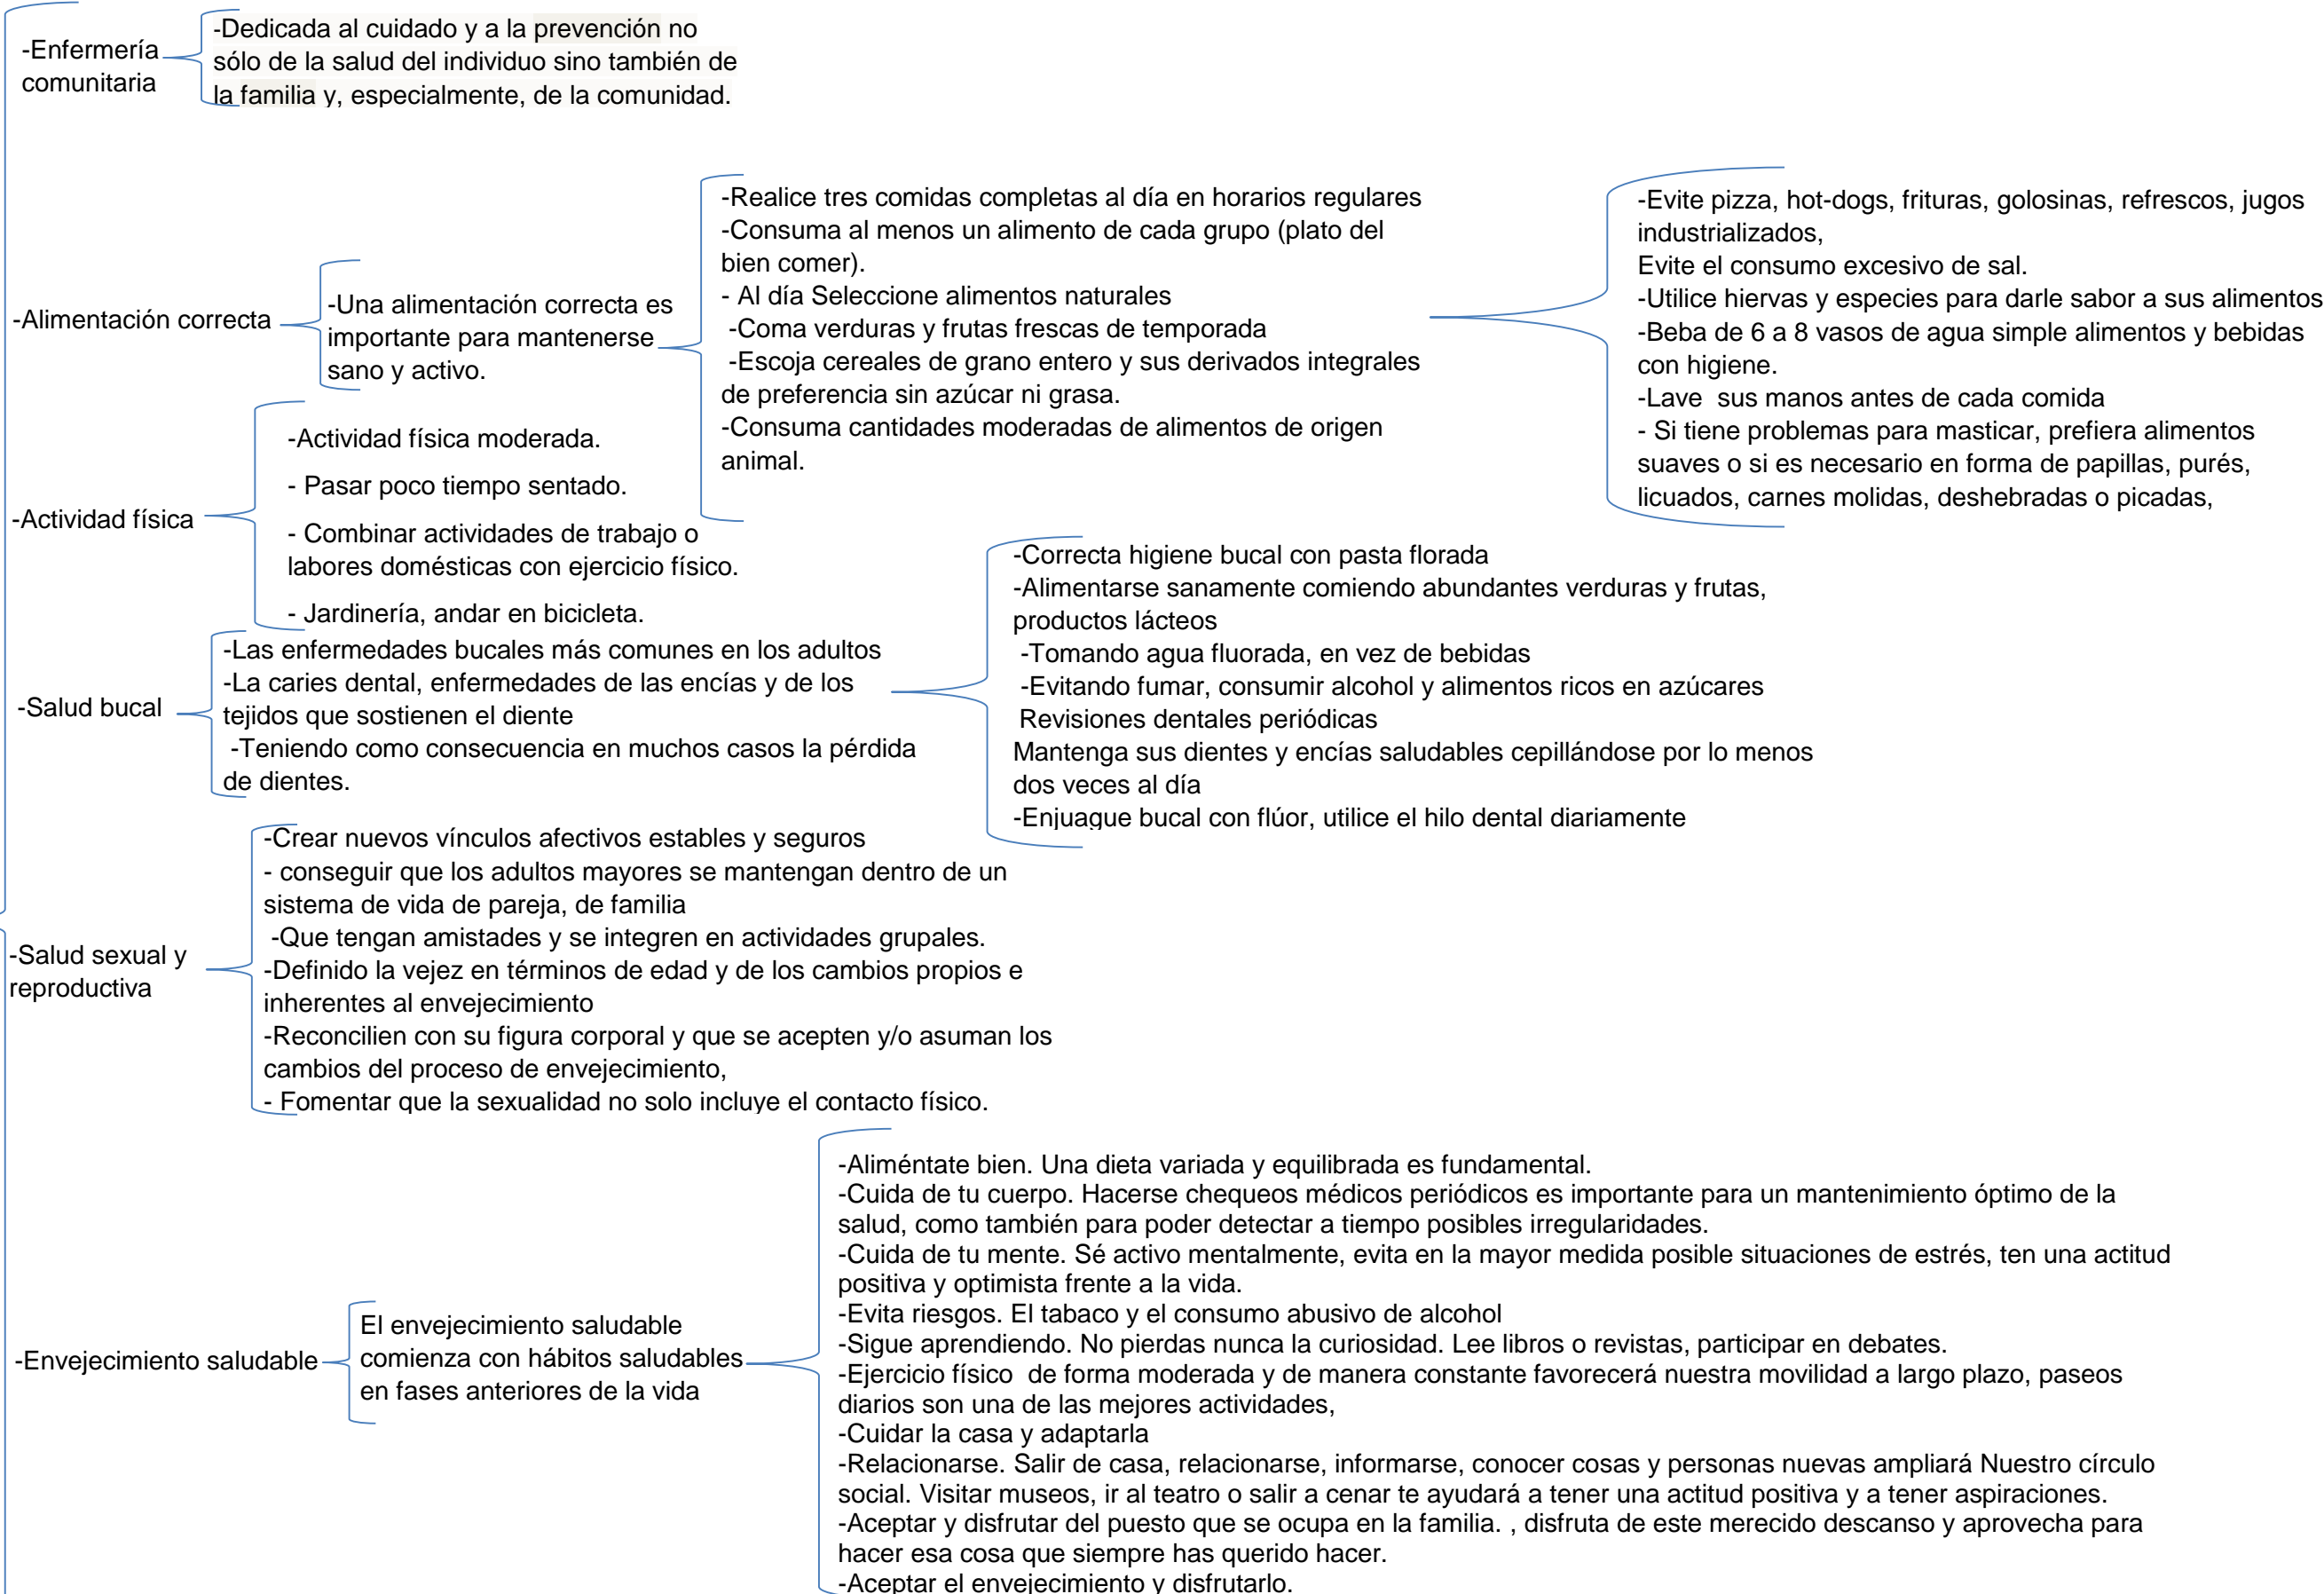 -Enfermería
comunitaria
-Dedicada al cuidado y a la prevención no
sólo de la salud del individuo sino también de
la familia y, especialmente, de la comunidad.
-Alimentación correcta
-Una alimentación correcta es
importante para mantenerse
sano y activo.
-Realice tres comidas completas al día en horarios regulares
-Consuma al menos un alimento de cada grupo (plato del
bien comer).
- Al día Seleccione alimentos naturales
-Coma verduras y frutas frescas de temporada
-Escoja cereales de grano entero y sus derivados integrales
de preferencia sin azúcar ni grasa.
-Consuma cantidades moderadas de alimentos de origen
animal.
-Evite pizza, hot-dogs, frituras, golosinas, refrescos, jugos
industrializados,
Evite el consumo excesivo de sal.
-Utilice hiervas y especies para darle sabor a sus alimentos
-Beba de 6 a 8 vasos de agua simple alimentos y bebidas
con higiene.
-Lave  sus manos antes de cada comida
- Si tiene problemas para masticar, prefiera alimentos
suaves o si es necesario en forma de papillas, purés,
licuados, carnes molidas, deshebradas o picadas,
-Actividad física
-Actividad física moderada.
- Pasar poco tiempo sentado.
- Combinar actividades de trabajo o
labores domésticas con ejercicio físico.
- Jardinería, andar en bicicleta.
-Salud bucal
-Las enfermedades bucales más comunes en los adultos
-La caries dental, enfermedades de las encías y de los
tejidos que sostienen el diente
-Teniendo como consecuencia en muchos casos la pérdida
de dientes.
-Correcta higiene bucal con pasta florada
-Alimentarse sanamente comiendo abundantes verduras y frutas,
productos lácteos
-Tomando agua fluorada, en vez de bebidas
-Evitando fumar, consumir alcohol y alimentos ricos en azúcares
Revisiones dentales periódicas
Mantenga sus dientes y encías saludables cepillándose por lo menos
dos veces al día
-Enjuague bucal con flúor, utilice el hilo dental diariamente
-Salud sexual y
reproductiva
-Crear nuevos vínculos afectivos estables y seguros
- conseguir que los adultos mayores se mantengan dentro de un
sistema de vida de pareja, de familia
-Que tengan amistades y se integren en actividades grupales.
-Definido la vejez en términos de edad y de los cambios propios e
inherentes al envejecimiento
-Reconcilien con su figura corporal y que se acepten y/o asuman los
cambios del proceso de envejecimiento,
- Fomentar que la sexualidad no solo incluye el contacto físico.
-Envejecimiento saludable
El envejecimiento saludable
comienza con hábitos saludables
en fases anteriores de la vida
-Aliméntate bien. Una dieta variada y equilibrada es fundamental.
-Cuida de tu cuerpo. Hacerse chequeos médicos periódicos es importante para un mantenimiento óptimo de la
salud, como también para poder detectar a tiempo posibles irregularidades.
-Cuida de tu mente. Sé activo mentalmente, evita en la mayor medida posible situaciones de estrés, ten una actitud
positiva y optimista frente a la vida.
-Evita riesgos. El tabaco y el consumo abusivo de alcohol
-Sigue aprendiendo. No pierdas nunca la curiosidad. Lee libros o revistas, participar en debates.
-Ejercicio físico  de forma moderada y de manera constante favorecerá nuestra movilidad a largo plazo, paseos
diarios son una de las mejores actividades,
-Cuidar la casa y adaptarla
-Relacionarse. Salir de casa, relacionarse, informarse, conocer cosas y personas nuevas ampliará Nuestro círculo
social. Visitar museos, ir al teatro o salir a cenar te ayudará a tener una actitud positiva y a tener aspiraciones.
-Aceptar y disfrutar del puesto que se ocupa en la familia. , disfruta de este merecido descanso y aprovecha para
hacer esa cosa que siempre has querido hacer.
-Aceptar el envejecimiento y disfrutarlo.